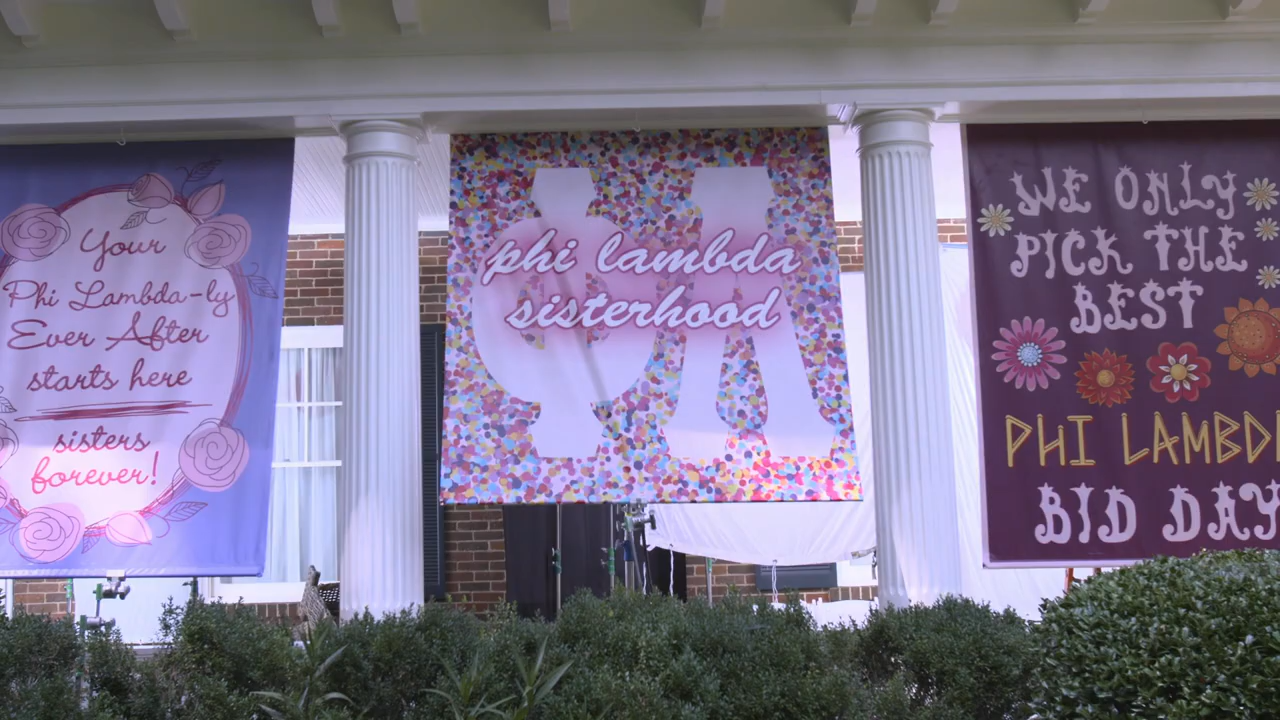 Your
Phi Lambda-ly
Ever After
starts here
sisters
forever!
phi lambda
sisterhood
WE ONLY
PICK THE
BEST
PHI LAMBD
BID DAY